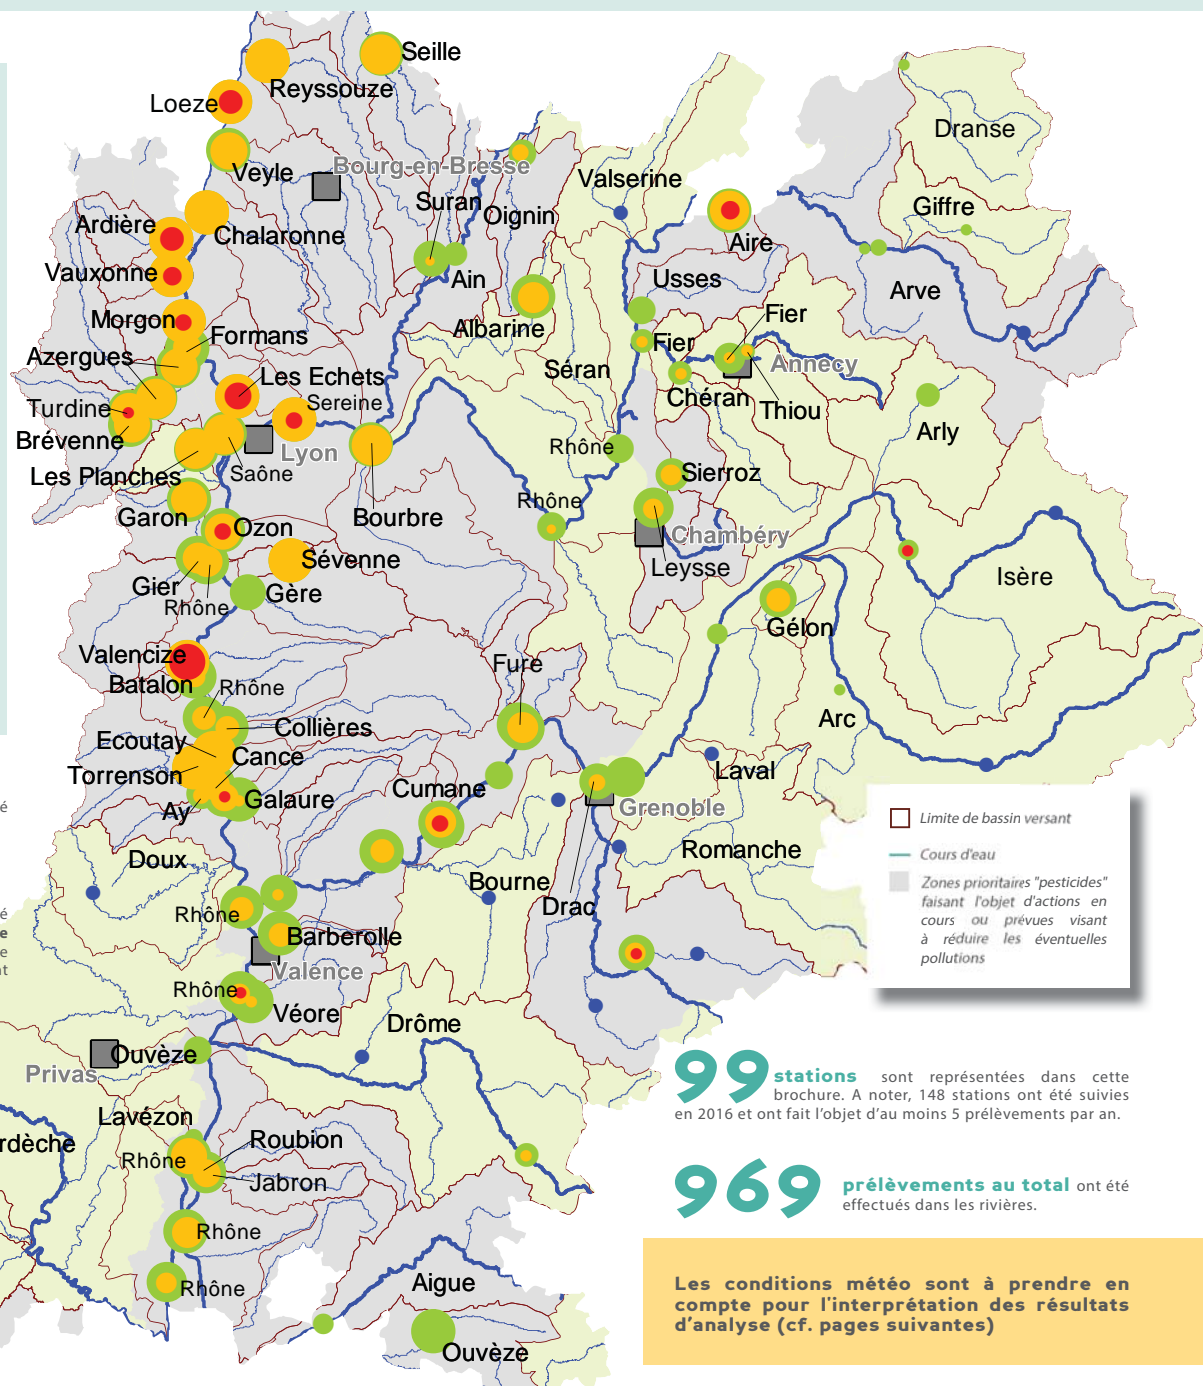 Seille
Reyssouze
Loeze
Dranse
Veyle
Bourg-en-Bresse
Valserine
Suran
Oignin
Giffre
Ardière
Chalaronne
Aire
Vauxonne
Ain
Usses
Arve
Morgon
Albarine
Fier
Formans
Fier
Azergues
Séran
Annecy
Les Echets
Chéran
Thiou
Turdine
Sereine
Brévenne
Arly
Lyon
Rhône
Les Planches
Saône
Sierroz
Rhône
Garon
Ozon
Bourbre
Chambéry
Sévenne
Leysse
Isère
Gier
Rhône
Gère
Gélon
Valencize
Fure
Batalon
Rhône
Arc
Collières
Ecoutay
Cance
Torrenson
Laval
Cumane
Galaure
Ay
Grenoble
Doux
Romanche
Bourne
Drac
Rhône
Barberolle
Valence
Rhône
Véore
Drôme
Ouvèze
Privas
Lavézon
rdèche
Roubion
Rhône
Jabron
Rhône
Rhône
Aigue
Ouvèze
é
é
e
e
t
Limite de bassin versant
Cours d'eau
Zones prioritaires "pesticides"
faisant l'objet d'actions en
cours ou prévues visant
à réduire les éventuelles
pollutions
99 stations sont représentées dans cette
brochure. A noter, 148 stations ont été suivies
en 2016 et ont fait l'objet d'au moins 5 prélèvements par an.
969 prélèvements au total ont été
effectués dans les rivières.
Les conditions météo sont à prendre en
compte pour l'interprétation des résultats
d'analyse (cf. pages suivantes)